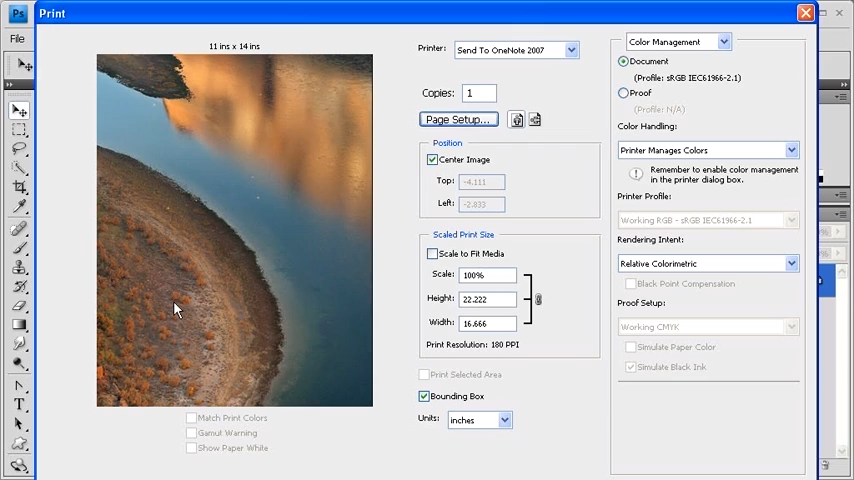 Ps
Print
File
11 ins x 14 ins
Printer: Send To OneNote 2007
Copies: 1
Page Setup...
Position
Center Image
Top: -4.111
Left: -2.833
Scaled Print Size
Scale to Fit Media
Scale: 100%
Height: 22.222
Width: 16.666
Print Resolution: 180 PPI
Print Selected Area
Bounding Box
Units: inches
Match Print Colors
Gamut Warning
Show Paper White
Color Management
Document
(Profile: sRGB IEC61966-2.1)
Proof
(Profile: N/A)
Color Handling:
Printer Manages Colors
Remember to enable color management
in the printer dialog box.
Printer Profile:
Working RGB - sRGB IEC61966-2.1
Rendering Intent:
Relative Colorimetric
Black Point Compensation
Proof Setup:
Working CMYK
Simulate Paper Color
Simulate Black Ink